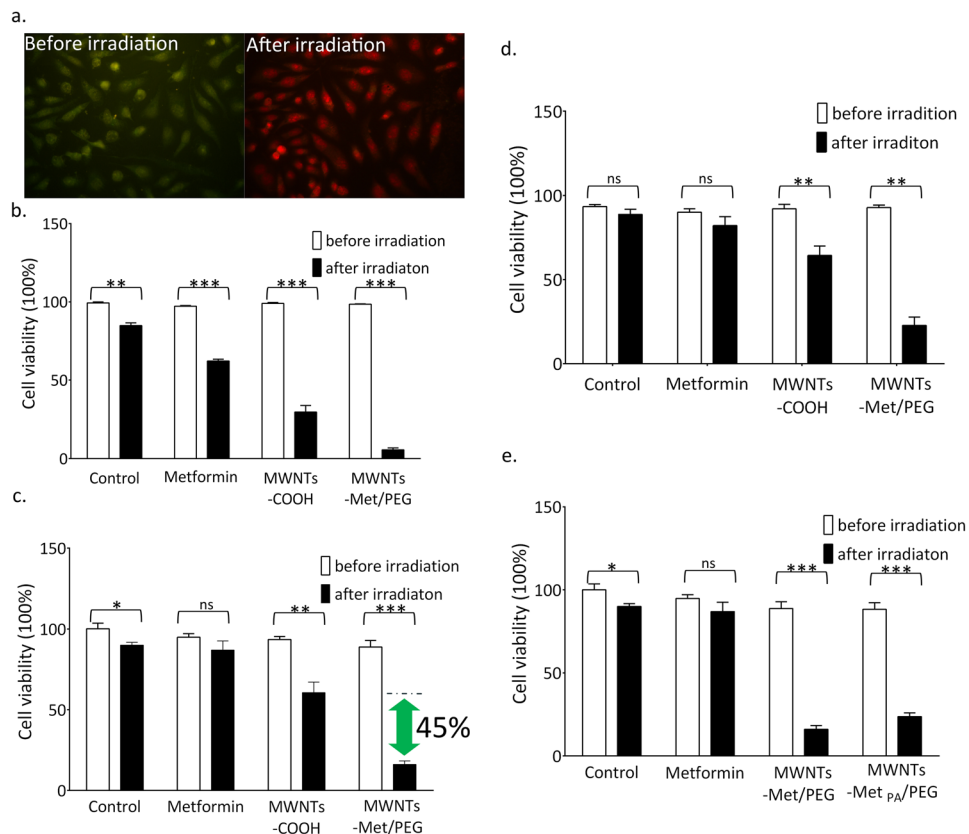 a.
Before irradiation
After irradiation
b.
150
100
50
0
Cell viability (100%)
before irradiation
after irradiaton
**
***
***
***
Control
Metformin
MWNTs
-COOH
MWNTs
-Met/PEG
c.
150
100
50
0
Cell viability (100%)
before irradiation
after irradiaton
*
ns
**
***
45%
Control
Metformin
MWNTs
-COOH
MWNTs
-Met/PEG
d.
150
100
50
0
Cell viability (100%)
before irradition
after irraditon
ns
ns
**
**
Control
Metformin
MWNTs
-COOH
MWNTs
-Met/PEG
e.
150
100
50
0
Cell viability (100%)
before irradiation
after irradiaton
*
ns
***
***
Control
Metformin
MWNTs
-Met/PEG
MWNTs
-Met PA/PEG